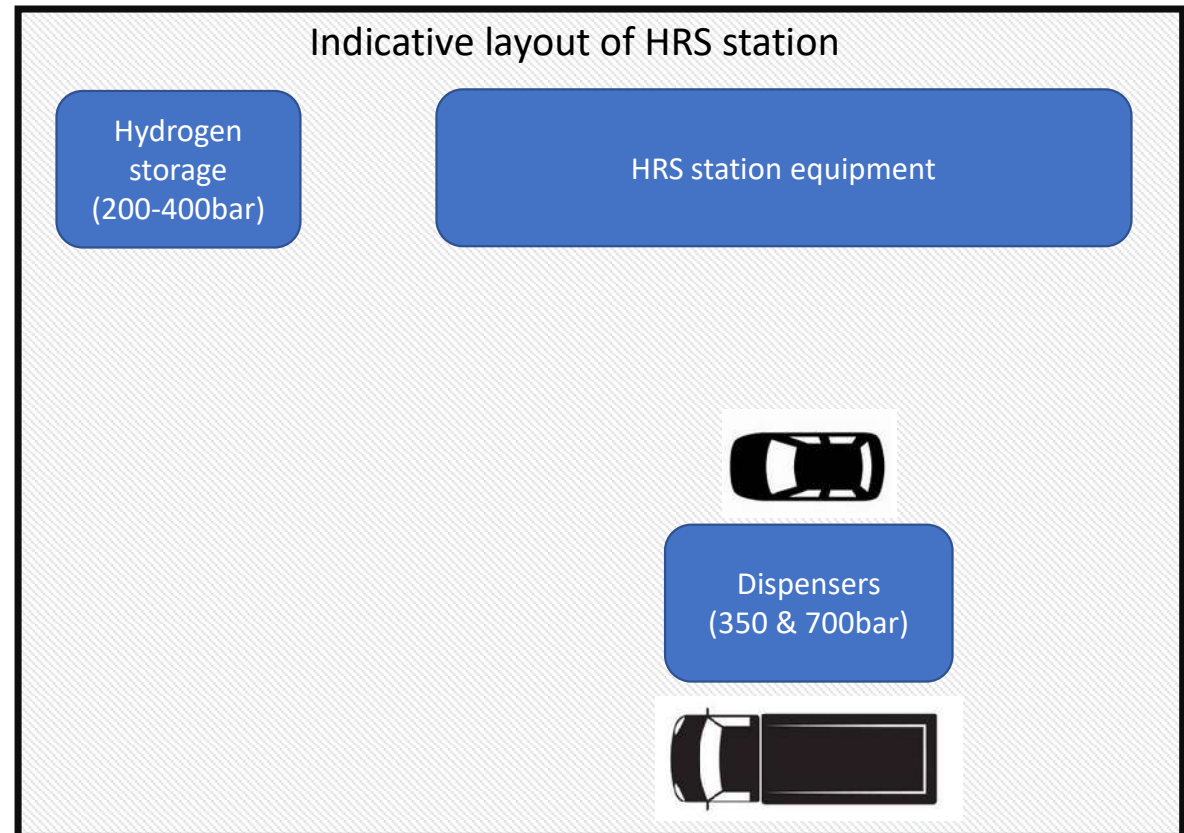 Indicative layout of HRS station
Hydrogen
storage
(200-400bar)
HRS station equipment
Dispensers
(350 & 700bar)